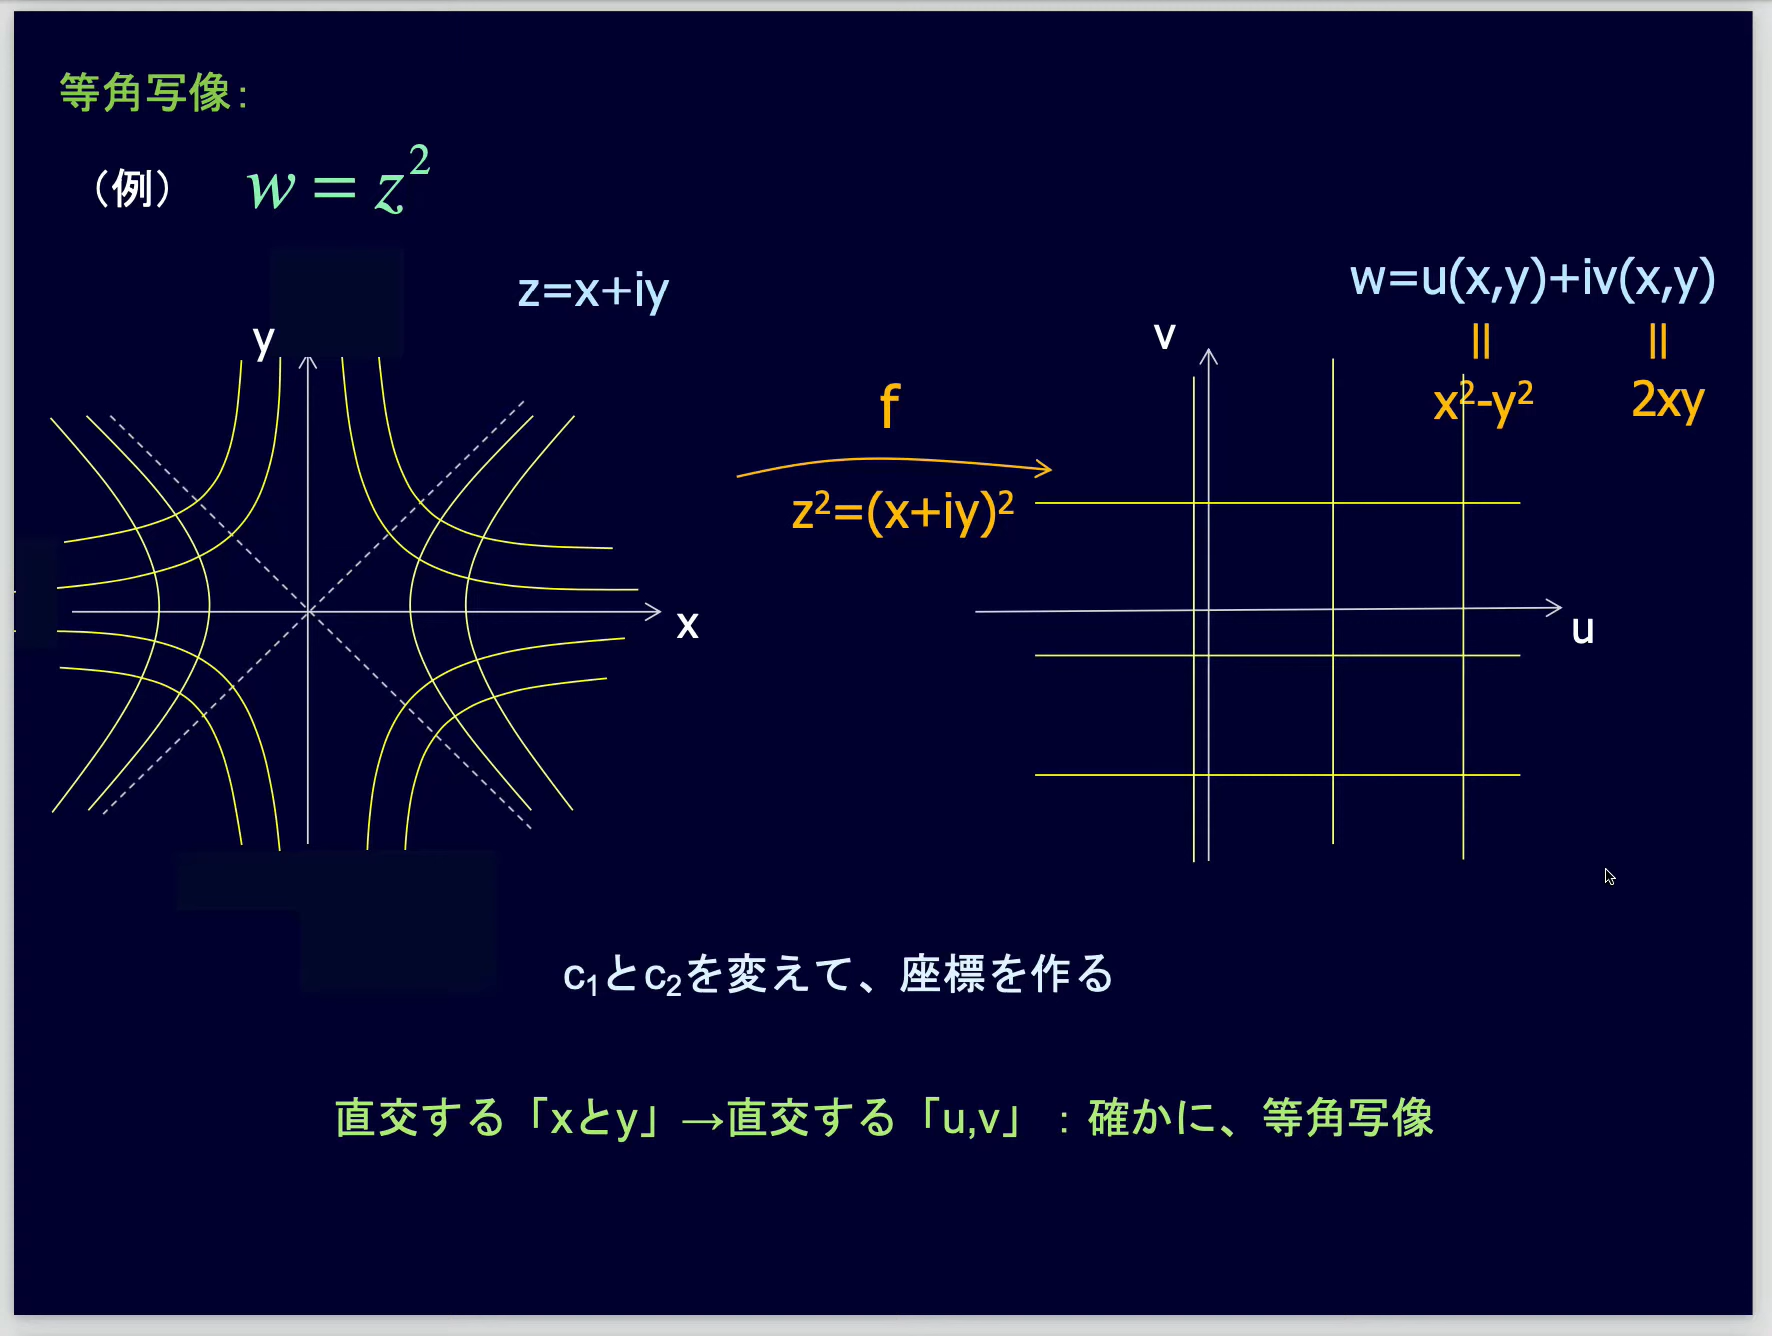 等角写像：
（例） w = z²
z=x+iy
w=u(x,y)+iv(x,y)
= =
x²-y² 2xy
y
v
f
z²=(x+iy)²
x
u
c₁とc₂を変えて、座標を作る
直交する「xとy」→直交する「u,v」：確かに、等角写像